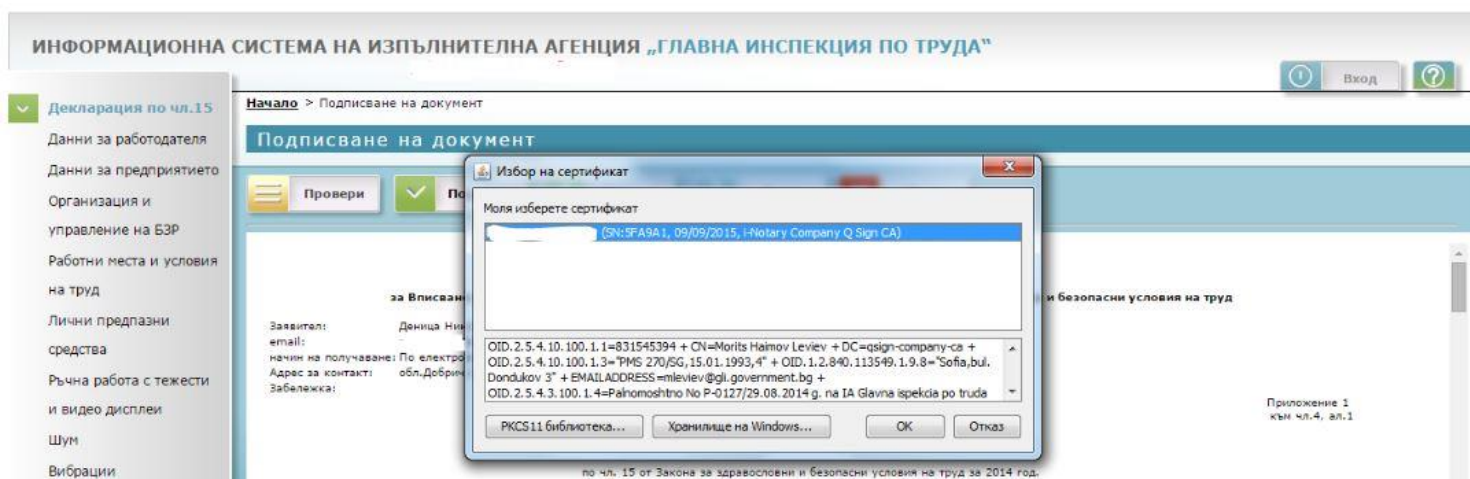 ИНФОРМАЦИОННА СИСТЕМА НА ИЗПЪЛНИТЕЛНА АГЕНЦИЯ „ГЛАВНА ИНСПЕКЦИЯ ПО ТРУДА"
Вход
Декларация по чл.15
Данни за работодателя
Данни за предприятието
Организация и
управление на БЗР
Работни места и условия
на труд
Лични предпазни
средства
Ръчна работа с тежести
и видео дисплеи
Шум
Вибрации
Начало > Подписване на документ
Подписване на документ
Провери
По
Избор на сертификат
Моля изберете сертификат
(SN:5FA9A1, 09/09/2015, i-Notary Company Q Sign CA)
OID.2.5.4.10.100.1.1=831545394 + CN=Morits Haimov Leviev + DC=qsign-company-ca +
OID.2.5.4.10.100.1.3="PMS 270/SG,15.01.1993,4" + OID.1.2.840.113549.1.9.8="Sofia,bul.
Dondukov 3" + EMAILADDRESS=mleviev@gli.government.bg +
OID.2.5.4.3.100.1.4=Palnomoshtno No P-0127/29.08.2014 g. na IA Glavna ispekcia po truda
PKCS11 библиотека...
Хранилище на Windows...
OK
Отказ
за Вписван
и безопасни условия на труд
Заявител: Деница Ни
email:
начин на получаване: По електро
Адрес за контакт: обл.Добрич
Забележка:
Приложение 1
към чл.4, ал.1
по чл. 15 от Закона за здравословни и безопасни условия на труд за 2014 год.